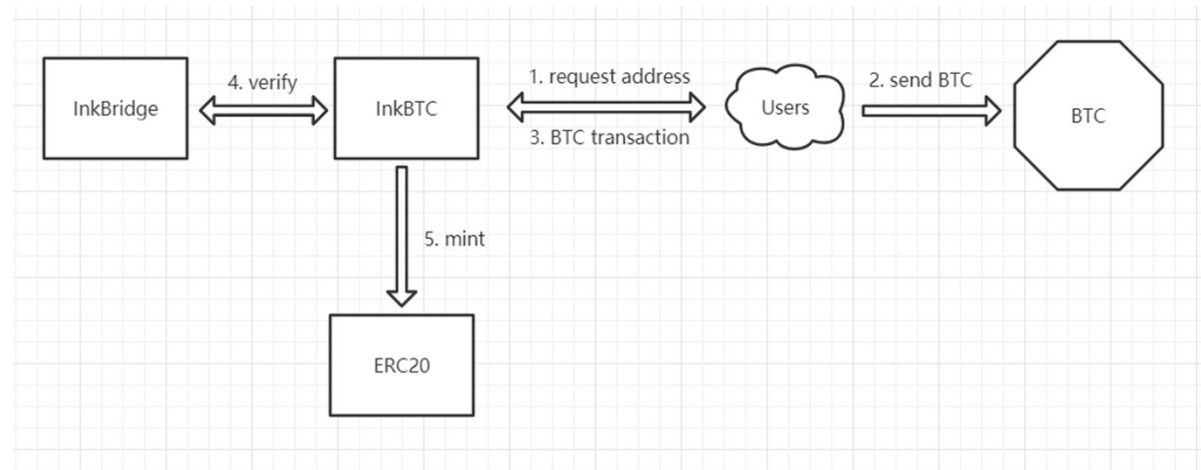 InkBridge
4. verify
InkBTC
1. request address
3. BTC transaction
Users
2. send BTC
BTC
5. mint
ERC20